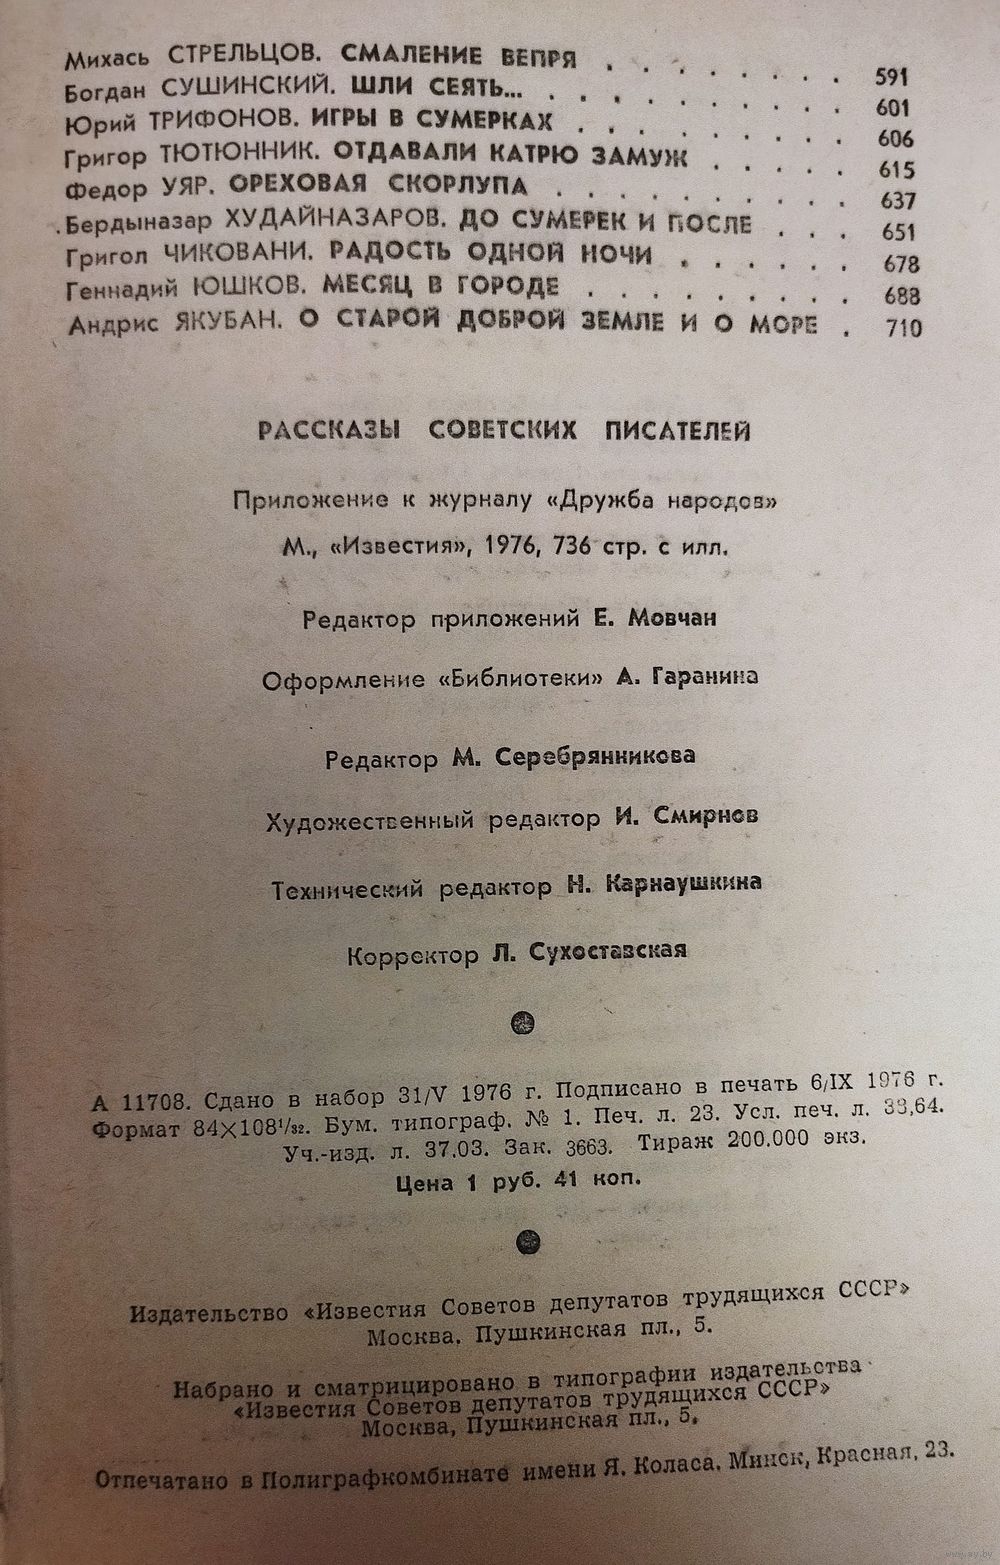 Михась СТРЕЛЬЦОВ. СМАЛЕНИЕ ВЕПРЯ . . . . . . . . 591
Богдан СУШИНСКИЙ. ШЛИ СЕЯТЬ... . . . . . . . . . . 601
Юрий ТРИФОНОВ. ИГРЫ В СУМЕРКАХ . . . . . . . . . 606
Григор ТЮТЮННИК. ОТДАВАЛИ КАТРЮ ЗАМУЖ . . . . . 615
Федор УЯР. ОРЕХОВАЯ СКОРЛУПА . . . . . . . . . . 637
Бердыназар ХУДАЙНАЗАРОВ. ДО СУМЕРЕК И ПОСЛЕ . . . 651
Григол ЧИКОВАНИ. РАДОСТЬ ОДНОЙ НОЧИ . . . . . . 678
Геннадий ЮШКОВ. МЕСЯЦ В ГОРОДЕ . . . . . . . . . 688
Андрис ЯКУБАН. О СТАРОЙ ДОБРОЙ ЗЕМЛЕ И О МОРЕ . 710
РАССКАЗЫ СОВЕТСКИХ ПИСАТЕЛЕЙ
Приложение к журналу «Дружба народов»
М., «Известия», 1976, 736 стр. с илл.
Редактор приложений Е. Мовчан
Оформление «Библиотеки» А. Гаранина
Редактор М. Серебрянникова
Художественный редактор И. Смирнов
Технический редактор Н. Карнаушкина
Корректор Л. Сухоставская
А 11708. Сдано в набор 31/V 1976 г. Подписано в печать 6/IX 1976 г.
Формат 84×108¹/₃₂. Бум. типограф. № 1. Печ. л. 23. Усл. печ. л. 38,64.
Уч.-изд. л. 37.03. Зак. 3663. Тираж 200.000 экз.
Цена 1 руб. 41 коп.
Издательство «Известия Советов депутатов трудящихся СССР»
Москва, Пушкинская пл., 5.
Набрано и сматрицировано в типографии издательства
«Известия Советов депутатов трудящихся СССР»
Москва, Пушкинская пл., 5.
Отпечатано в Полиграфкомбинате имени Я. Коласа. Минск, Красная, 23.
www.ay.by